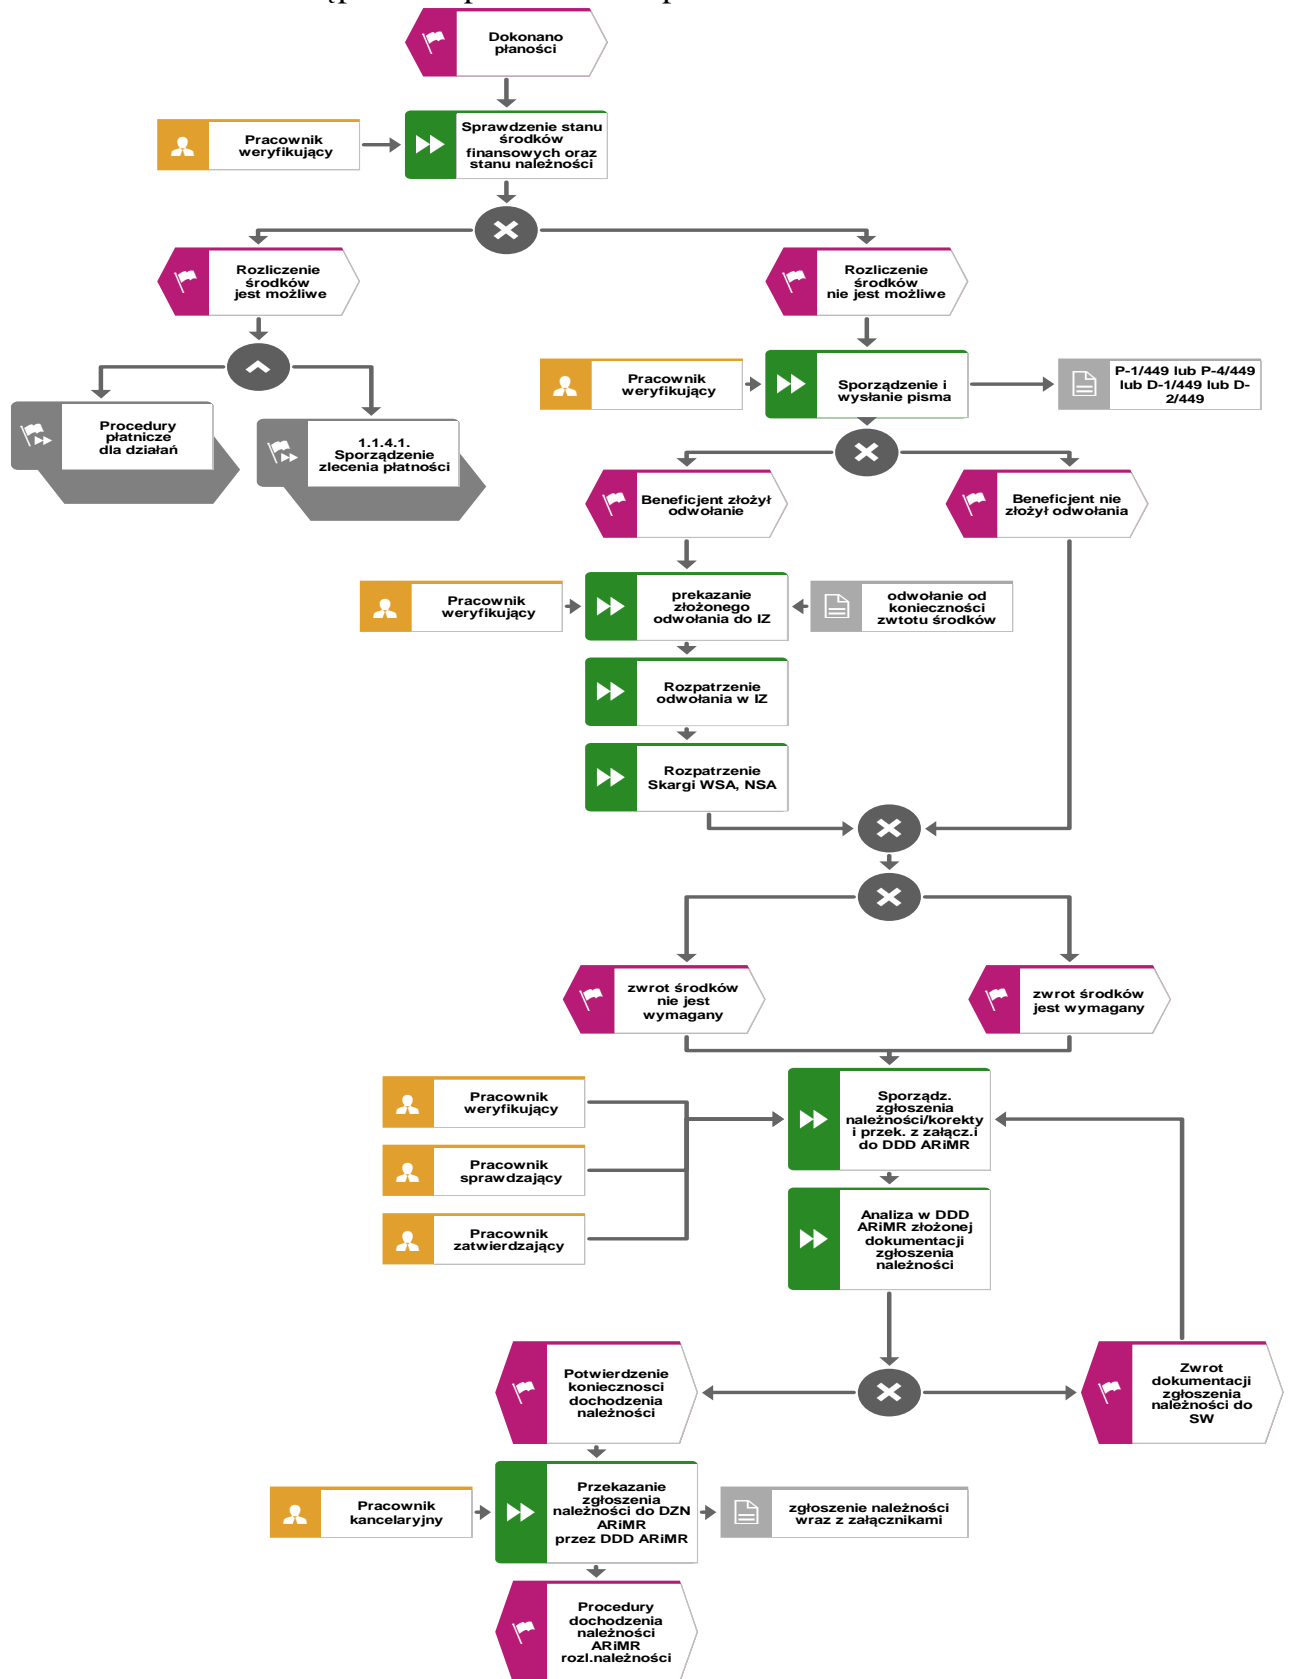 Dokonano
płaności
Sprawdzenie stanu
środków
finansowych oraz
stanu należności
Pracownik
weryfikujący
Rozliczenie
środków
jest możliwe
Rozliczenie
środków
nie jest możliwe
Procedury
płatnicze
dla działań
1.1.4.1.
Sporządzenie
zlecenia płatności
Pracownik
weryfikujący
Sporządzenie i
wysłanie pisma
P-1/449 lub P-4/449
lub D-1/449 lub D-
2/449
Beneficjent złożył
odwołanie
Beneficjent nie
złożył odwołania
Pracownik
weryfikujący
prekazanie
złożonego
odwołania do IZ
odwołanie od
konieczności
zwtotu środków
Rozpatrzenie
odwołania w IZ
Rozpatrzenie
Skargi WSA, NSA
zwrot środków
nie jest
wymagany
zwrot środków
jest wymagany
Pracownik
weryfikujący
Pracownik
sprawdzający
Pracownik
zatwierdzający
Sporządz.
zgłoszenia
należności/korekty
i przek. z załącz.i
do DDD ARiMR
Analiza w DDD
ARiMR złożonej
dokumentacji
zgłoszenia
należności
Potwierdzenie
koniecznosci
dochodzenia
należności
Zwrot
dokumentacji
zgłoszenia
należności do
SW
Pracownik
kancelaryjny
Przekazanie
zgłoszenia
należności do DZN
ARiMR
przez DDD ARiMR
zgłoszenie należności
wraz z załącznikami
Procedury
dochodzenia
należności
ARiMR
rozl.należności